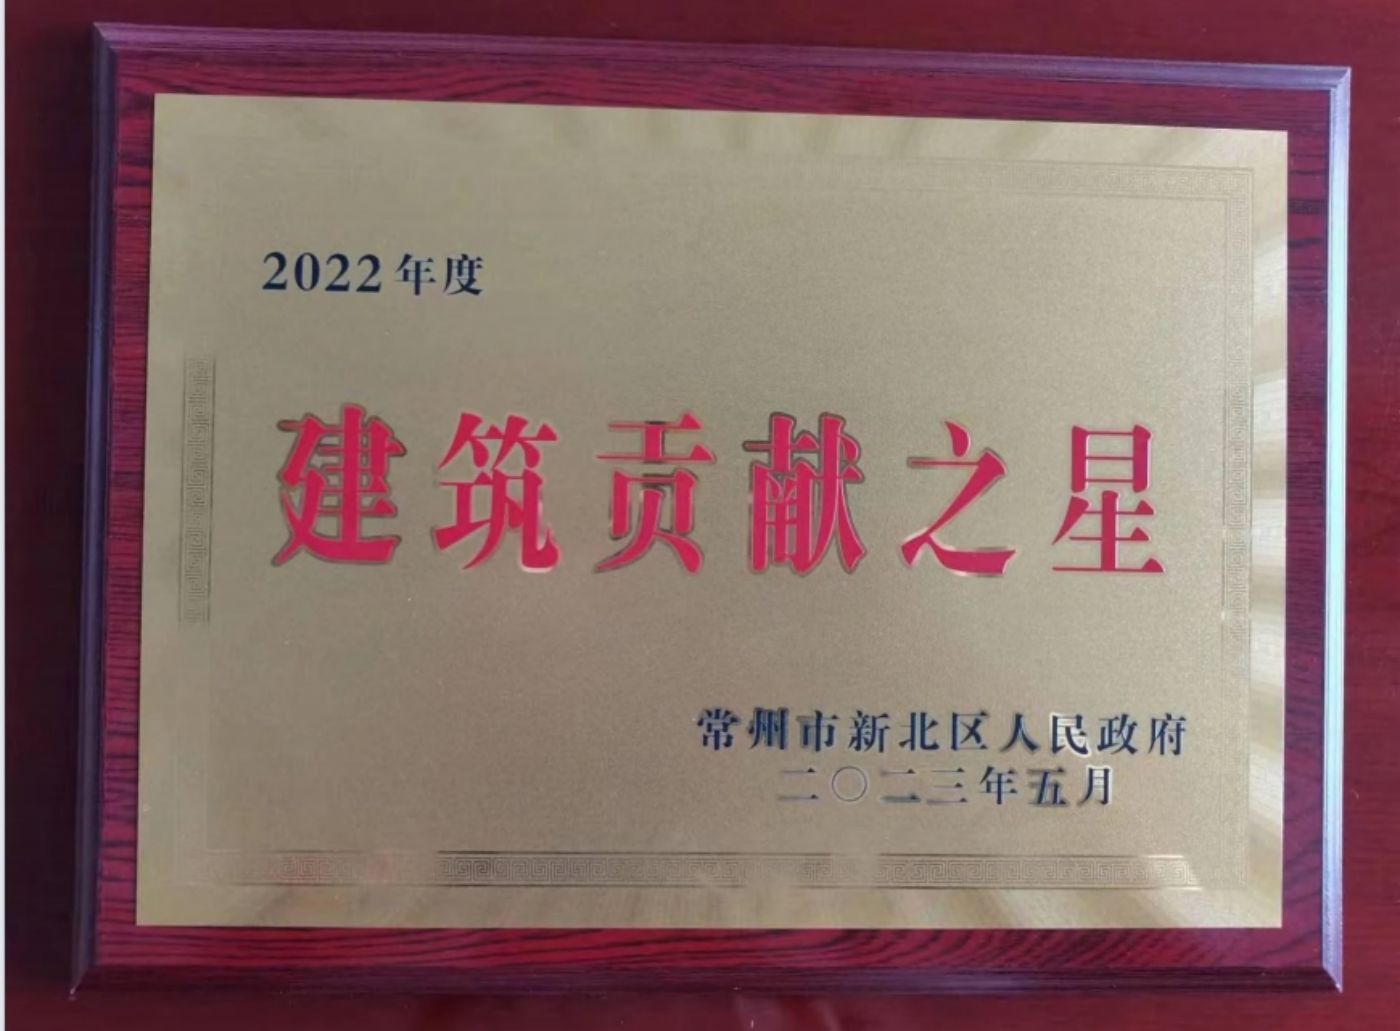 2022年度
建筑贡献之星
常州市新北区人民政府
二〇二三年五月